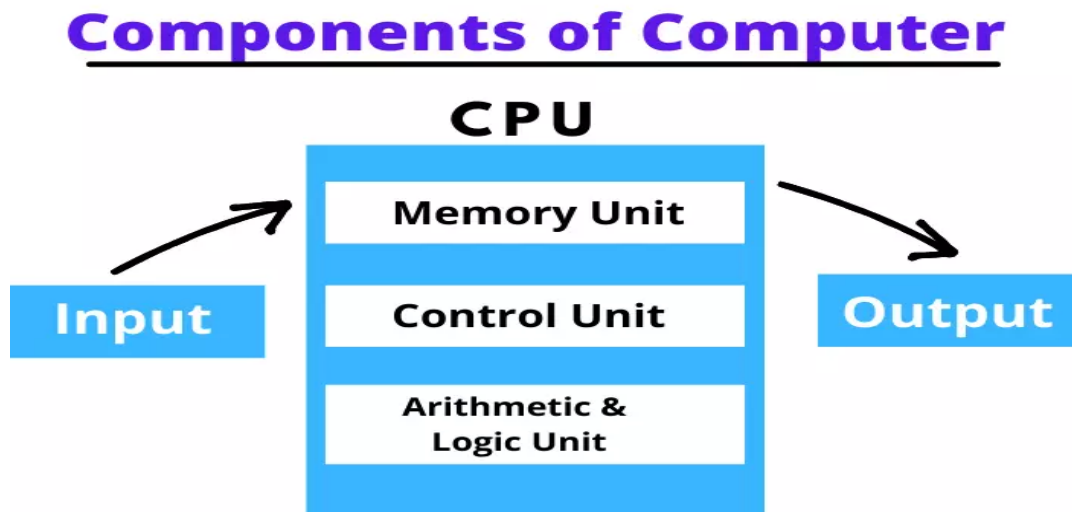 Components of Computer
CPU
Memory Unit
Input
Control Unit
Output
Arithmetic &
Logic Unit